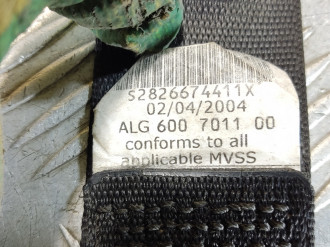 S2826674411X
02/04/2004
ALG 600 7011 00
conforms to all
applicable MVSS